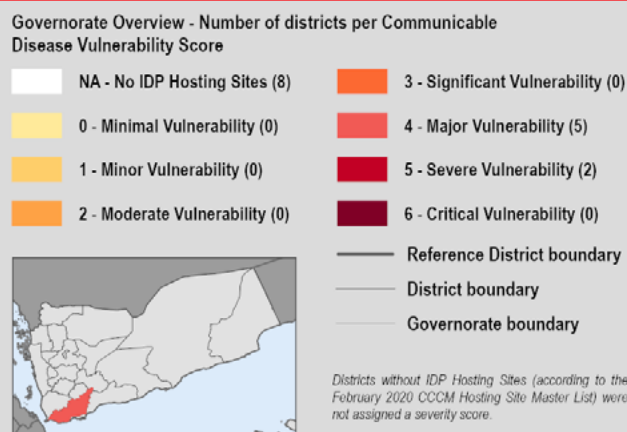 Governorate Overview - Number of districts per Communicable
Disease Vulnerability Score
NA - No IDP Hosting Sites (8)
0 - Minimal Vulnerability (0)
1 - Minor Vulnerability (0)
2 - Moderate Vulnerability (0)
3 - Significant Vulnerability (0)
4 - Major Vulnerability (5)
5 - Severe Vulnerability (2)
6 - Critical Vulnerability (0)
Reference District boundary
District boundary
Governorate boundary
Districts without IDP Hosting Sites (according to the
February 2020 CCCM Hosting Site Master List) were
not assigned a severity score.